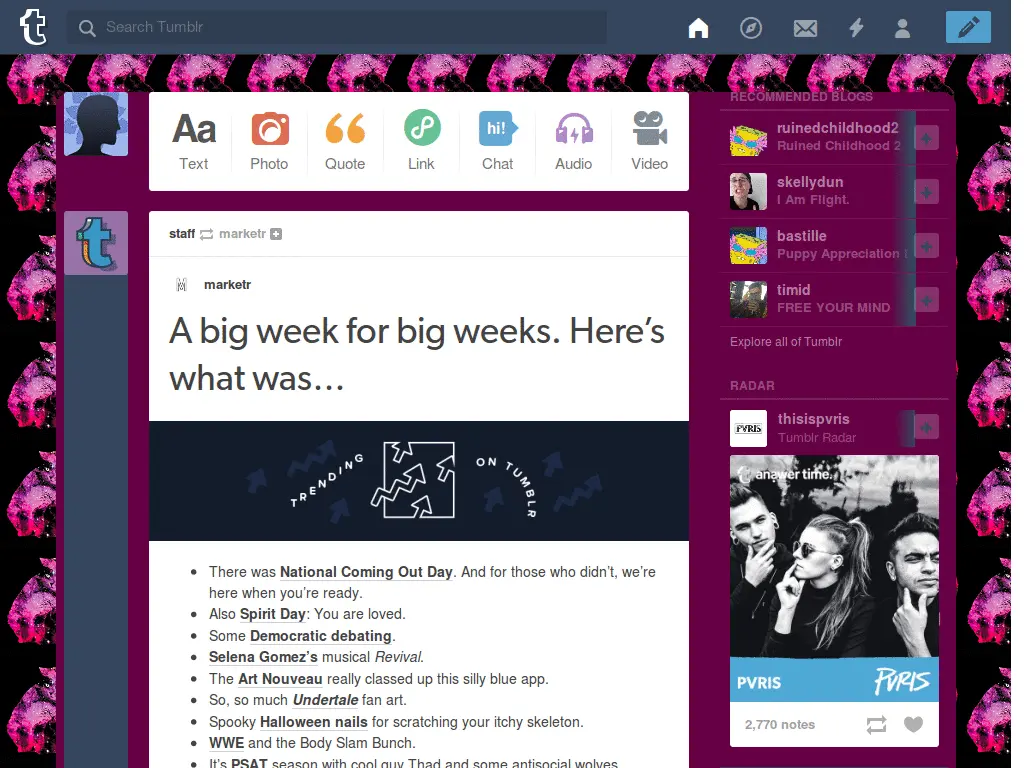 Search Tumblr
Aa
hi!
Text
Photo
Quote
Link
Chat
Audio
Video
staff marketr
marketr
A big week for big weeks. Here’s
what was…
TRENDING ON TUMBLR
There was National Coming Out Day. And for those who didn’t, we’re
here when you’re ready.
Also Spirit Day: You are loved.
Some Democratic debating.
Selena Gomez’s musical Revival.
The Art Nouveau really classed up this silly blue app.
So, so much Undertale fan art.
Spooky Halloween nails for scratching your itchy skeleton.
WWE and the Body Slam Bunch.
It’s PSAT season with cool guy Thad and some antisocial wolves.
RECOMMENDED BLOGS
ruinedchildhood2
Ruined Childhood 2
skellydun
I Am Flight.
bastille
Puppy Appreciation
timid
FREE YOUR MIND
Explore all of Tumblr
RADAR
PVRIS
thisispvris
Tumblr Radar
answer time.
PVRIS
PVRIS
2,770 notes